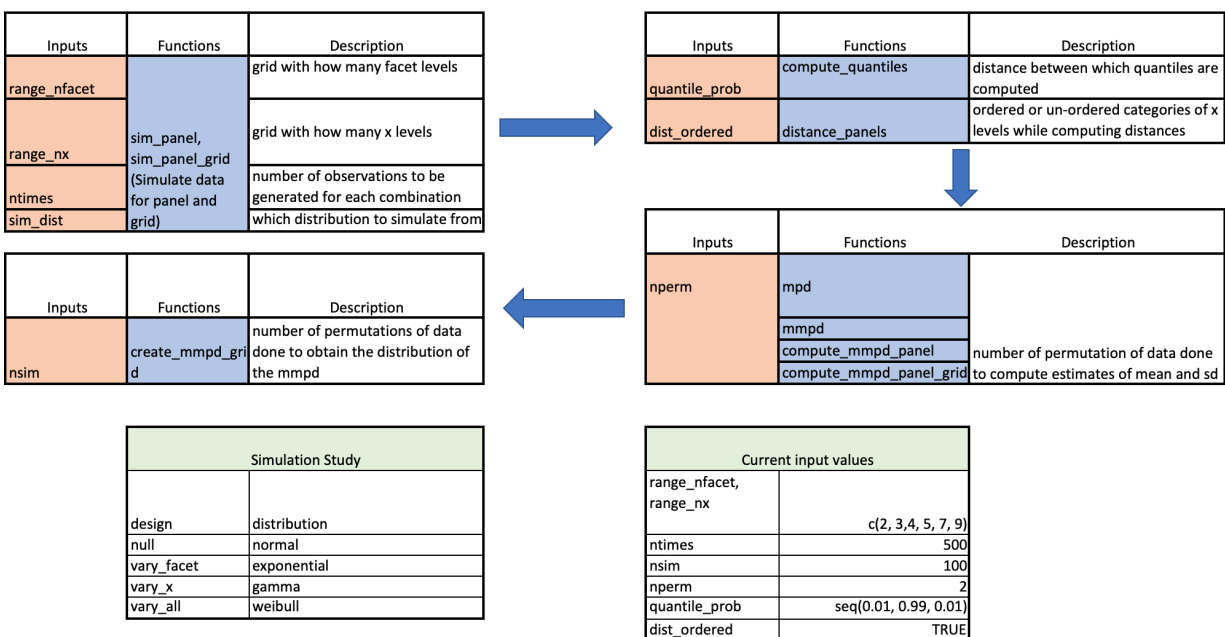 Inputs Functions Description
range_nfacet
grid with how many facet levels
range_nx
grid with how many x levels
sim_panel,
sim_panel_grid
(Simulate data
for panel and
grid)
ntimes
number of observations to be
generated for each combination
sim_dist
which distribution to simulate from
Inputs Functions Description
quantile_prob
compute_quantiles
distance between which quantiles are
computed
dist_ordered
distance_panels
ordered or un-ordered categories of x
levels while computing distances
Inputs Functions Description
nperm
mpd
mmpd
compute_mmpd_panel
compute_mmpd_panel_grid
number of permutation of data done
to compute estimates of mean and sd
Inputs Functions Description
nsim
create_mmpd_gri
d
number of permutations of data
done to obtain the distribution of
the mmpd
Simulation Study
design distribution
null normal
vary_facet exponential
vary_x gamma
vary_all weibull
Current input values
range_nfacet,
range_nx
c(2, 3,4, 5, 7, 9)
ntimes 500
nsim 100
nperm 2
quantile_prob seq(0.01, 0.99, 0.01)
dist_ordered TRUE